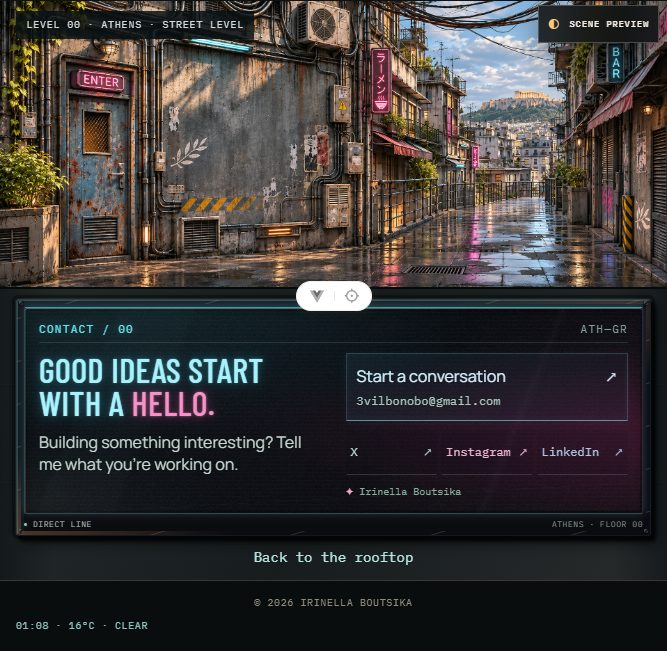 LEVEL 00 · ATHENS · STREET LEVEL
SCENE PREVIEW
BAR
ラーメン
ENTER
CONTACT / 00
ATH—GR
GOOD IDEAS START
WITH A HELLO.
Building something interesting? Tell
me what you're working on.
Start a conversation ↗
3vilbonobo@gmail.com
X ↗
Instagram ↗
LinkedIn ↗
✦ Irinella Boutsika
• DIRECT LINE
ATHENS · FLOOR 00
Back to the rooftop
© 2026 IRINELLA BOUTSIKA
01:08 · 16°C · CLEAR